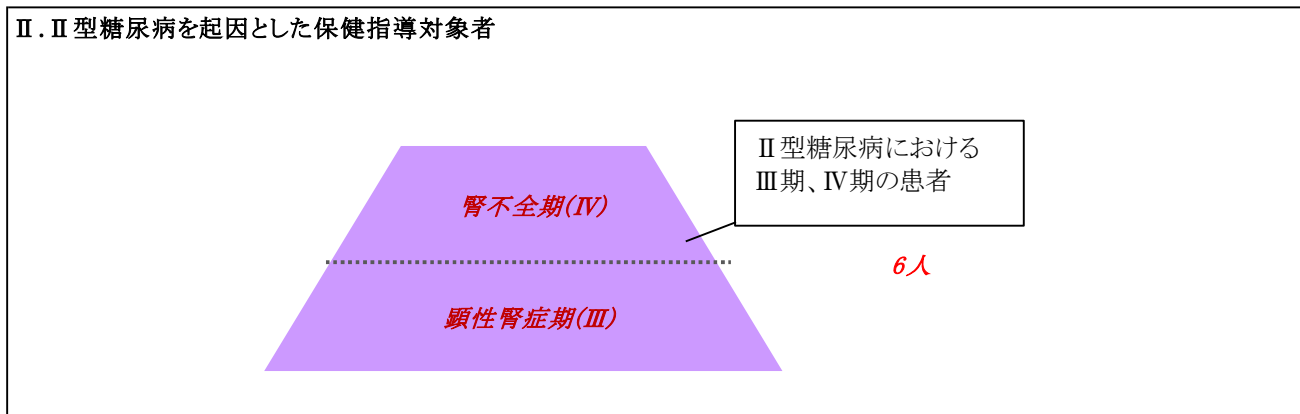 Ⅱ.Ⅱ型糖尿病を起因とした保健指導対象者
Ⅱ型糖尿病における
Ⅲ期、Ⅳ期の患者
腎不全期(Ⅳ)
6人
顕性腎症期(Ⅲ)